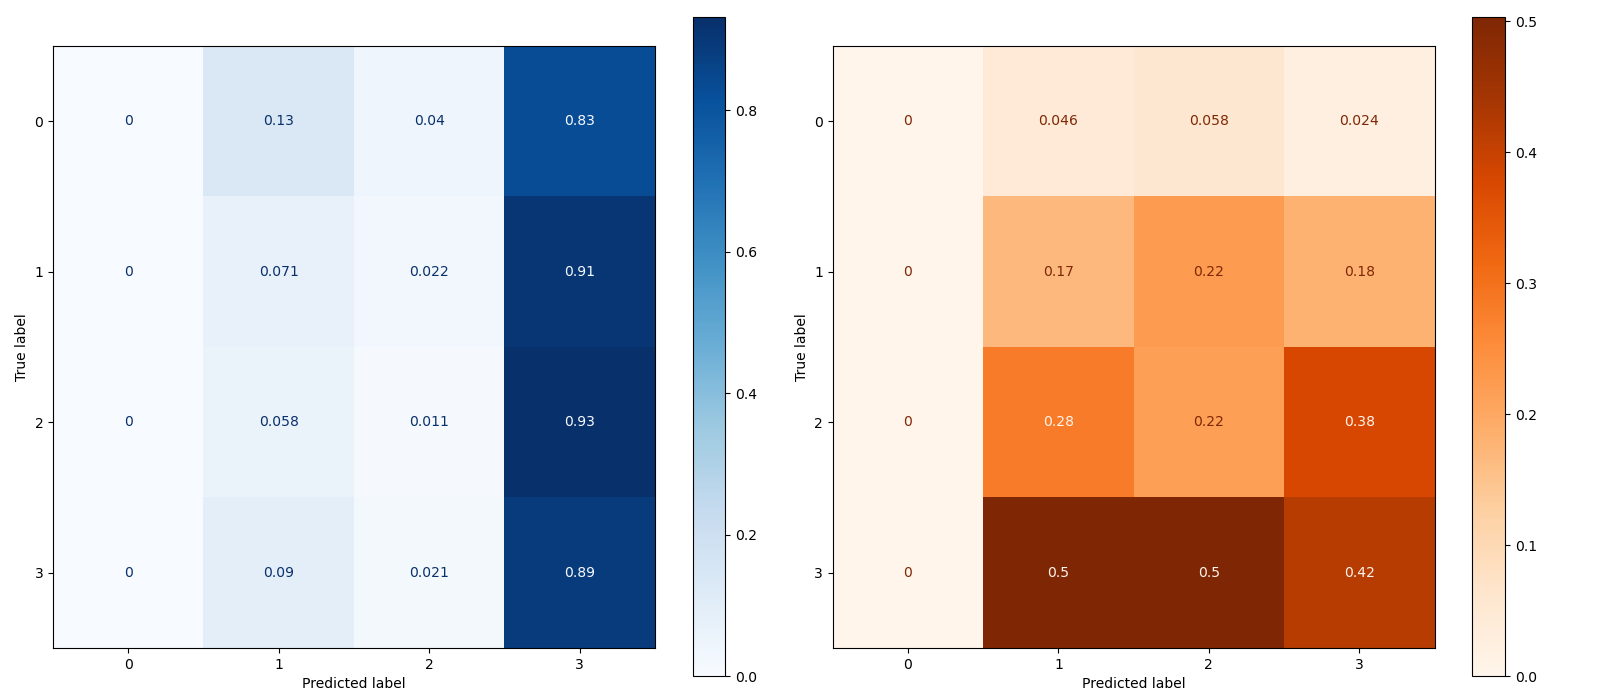 0 0 0.13 0.04 0.83
1 0 0.071 0.022 0.91
2 0 0.058 0.011 0.93
3 0 0.09 0.021 0.89
0 1 2 3
Predicted label
True label
0.8
0.6
0.4
0.2
0.0
0 0 0.046 0.058 0.024
1 0 0.17 0.22 0.18
2 0 0.28 0.22 0.38
3 0 0.5 0.5 0.42
0 1 2 3
Predicted label
True label
0.5
0.4
0.3
0.2
0.1
0.0